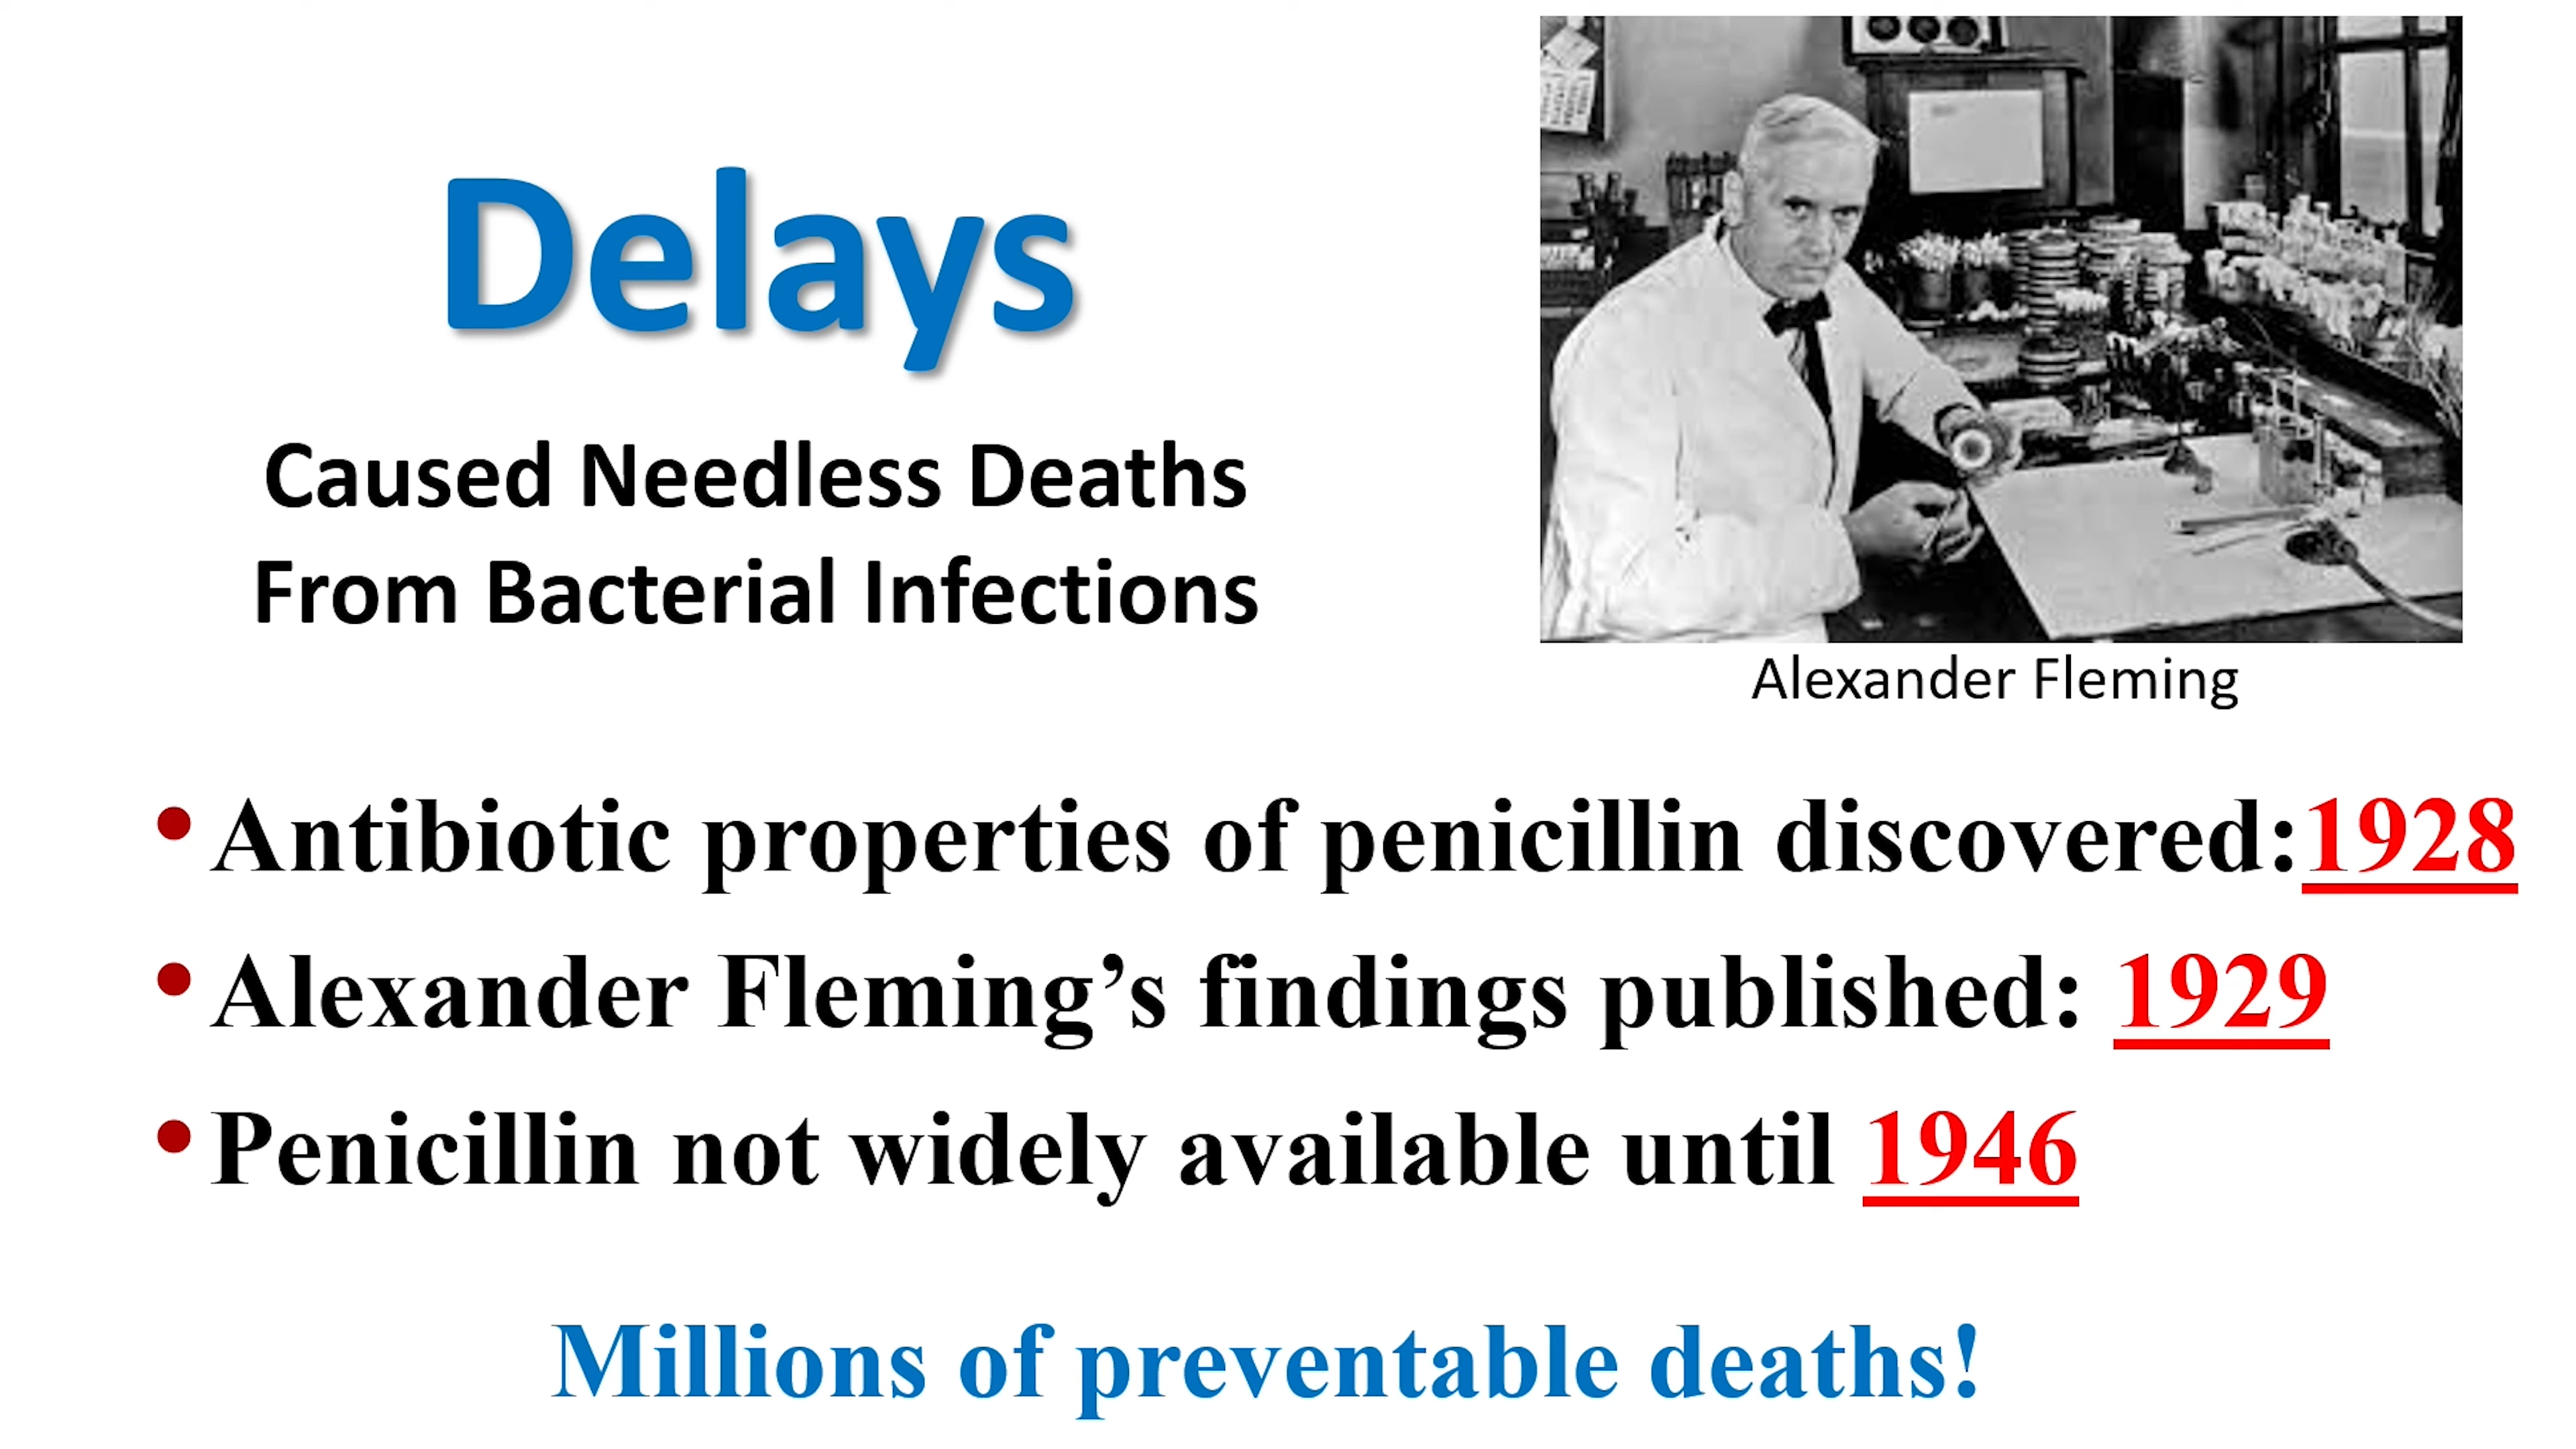 Delays
Caused Needless Deaths
From Bacterial Infections
Alexander Fleming
• Antibiotic properties of penicillin discovered:1928
• Alexander Fleming’s findings published: 1929
• Penicillin not widely available until 1946
Millions of preventable deaths!